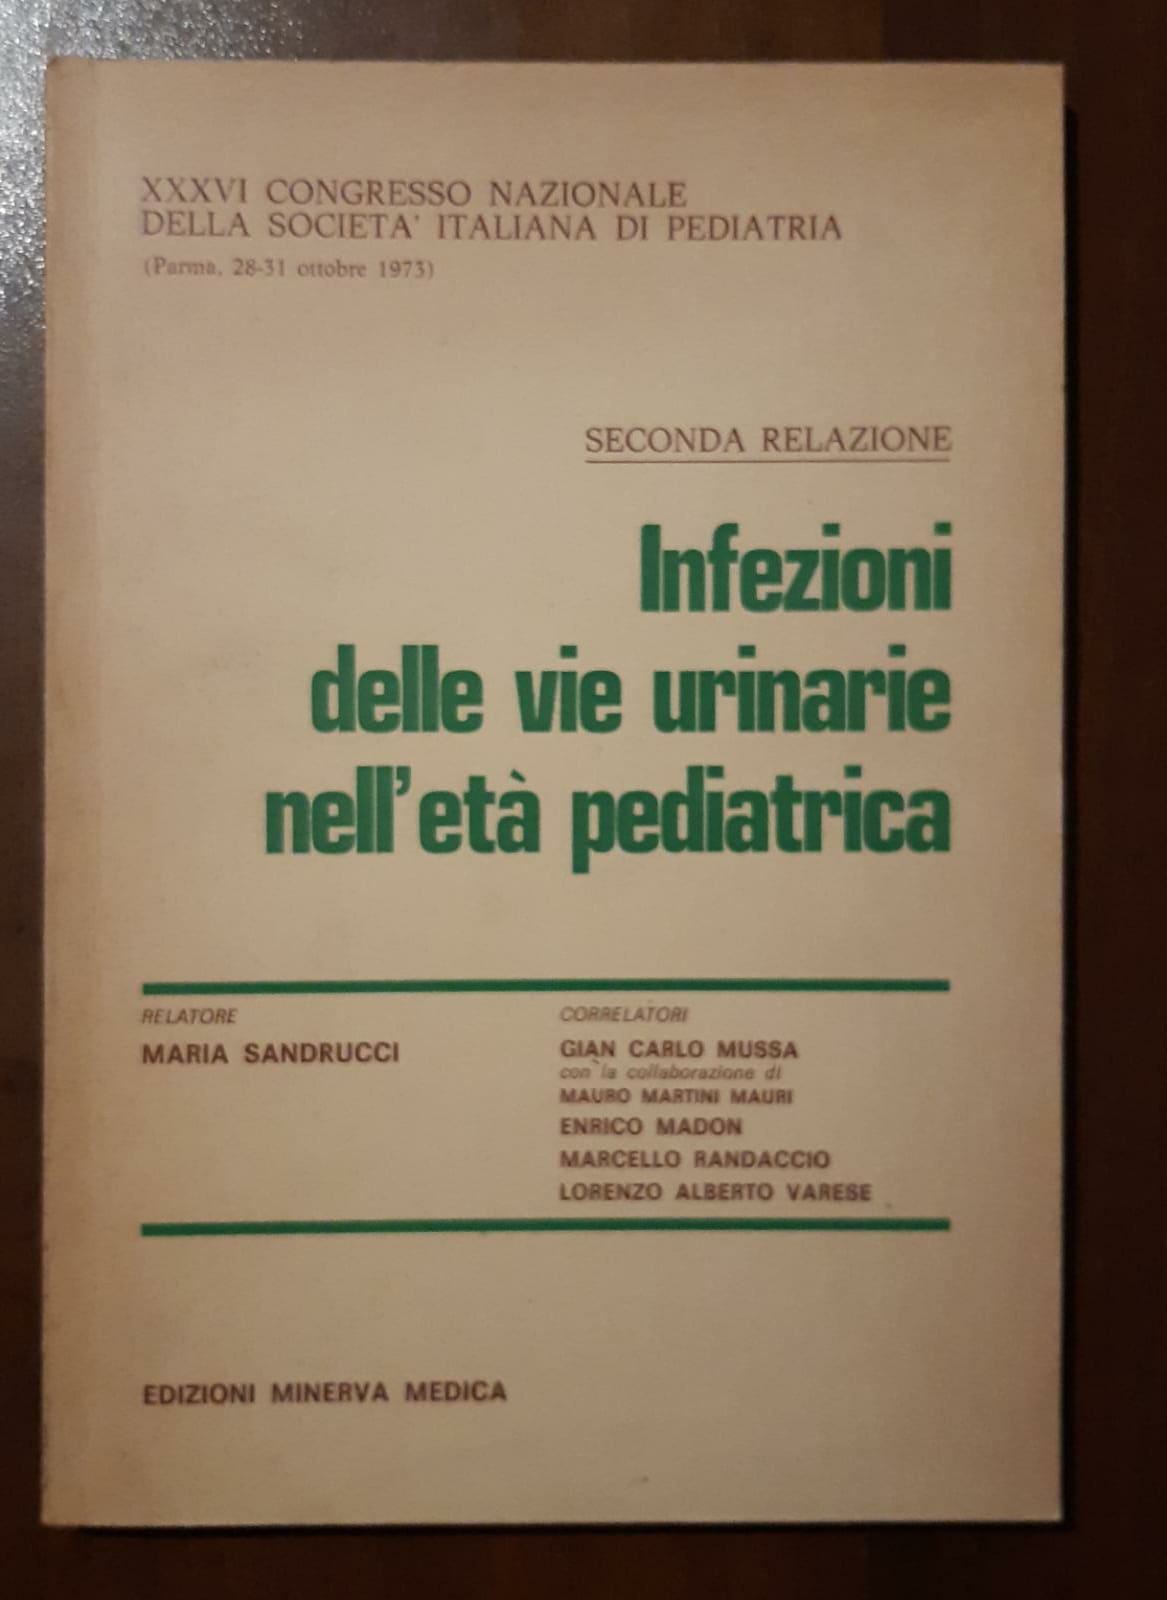 XXXVI CONGRESSO NAZIONALE
DELLA SOCIETA' ITALIANA DI PEDIATRIA
(Parma, 28-31 ottobre 1973)
SECONDA RELAZIONE
Infezioni
delle vie urinarie
nell'età pediatrica
RELATORE
MARIA SANDRUCCI
CORRELATORI
GIAN CARLO MUSSA
con la collaborazione di
MAURO MARTINI MAURI
ENRICO MADON
MARCELLO RANDACCIO
LORENZO ALBERTO VARESE
EDIZIONI MINERVA MEDICA